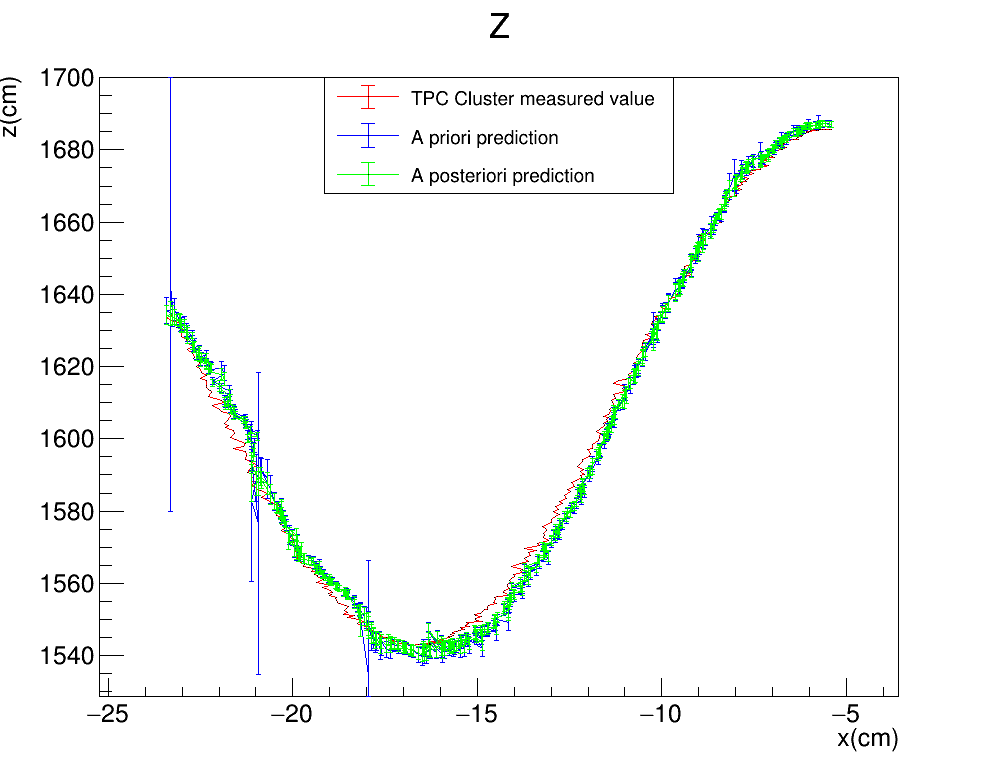 Z
z(cm)
1700
1680
1660
1640
1620
1600
1580
1560
1540
TPC Cluster measured value
A priori prediction
A posteriori prediction
−25 −20 −15 −10 −5
x(cm)